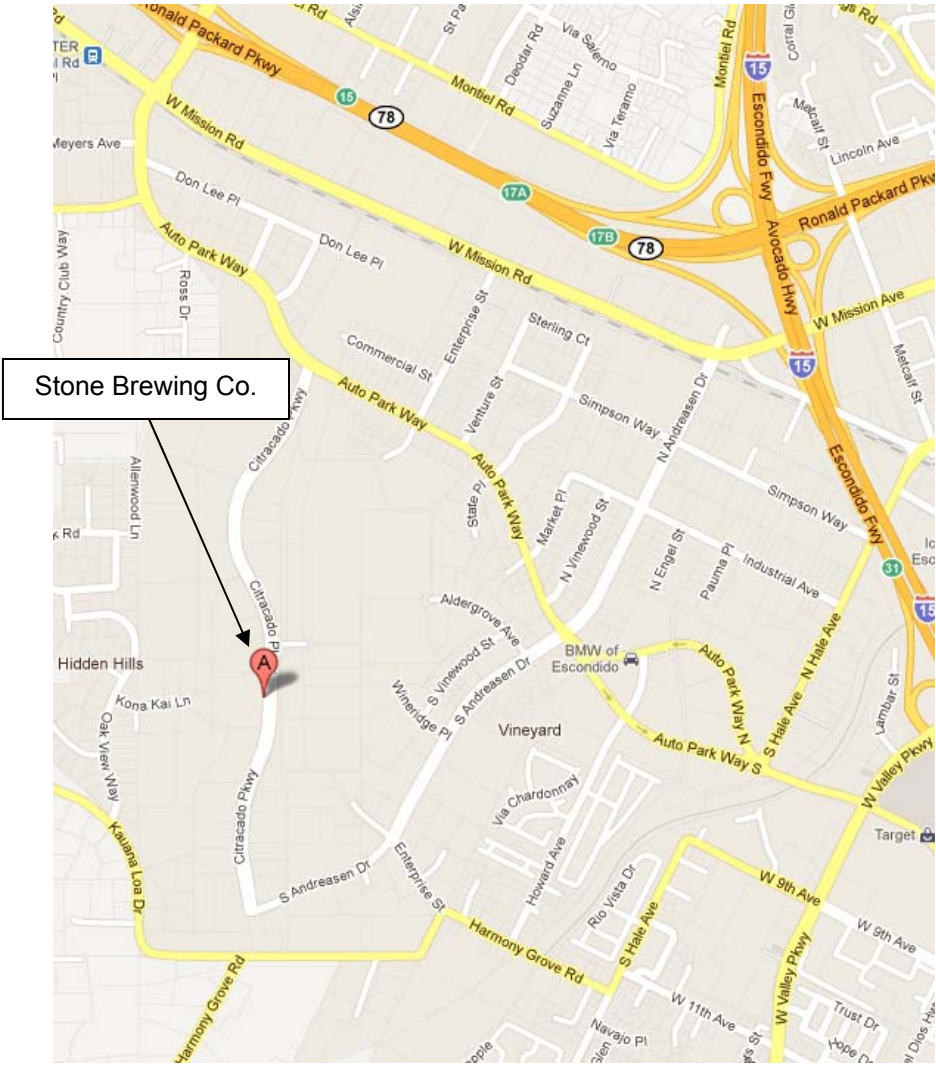 Ronald Packard Pkwy
Montiel Rd
Deodar Rd
Suzanne Ln
Via Salerno
Via Teramo
Montiel Rd
15
Corral
Metcalf St
Lincoln Ave
15
78
W Mission Rd
Meyers Ave
Escondido Fwy
Avocado Hwy
17A
17B
78
Ronald Packard Pkwy
Don Lee Pl
Don Lee Pl
Auto Park Way
W Mission Rd
Country Club Way
Ross Dr
Enterprise St
Sterling Ct
W Mission Ave
15
Commercial St
Stone Brewing Co.
Auto Park Way
Venture St
Simpson Way
N Andreasen Dr
Metcalf St
Citracado Pkwy
Allenwood Ln
Auto Park Way
State Pl
Market Pl
N Vinewood St
Simpson Way
Escondido Fwy
Rd
N Engel St
Pauma Pl
Industrial Ave
31
15
Citracado Pk
Aldergrove Ave
N Hale Ave
Hidden Hills
A
S Vinewood St
S Andreasen Dr
BMW of
Escondido
Auto Park Way N
Lambar St
Kona Kai Ln
Wineridge Pl
Vineyard
S Hale Ave
Oak View Way
Auto Park Way S
W Valley Pkwy
Citracado Pkwy
Via Chardonnay
Target
Kauana Loa Dr
S Andreasen Dr
Enterprise St
Howard Ave
Rio Vista Dr
W 9th Ave
S Hale Ave
W 9th Ave
Harmony Grove Rd
W Valley Pkwy
Harmony Grove Rd
W 11th Ave
Trust Dr
Navajo Pl
Hope Dr